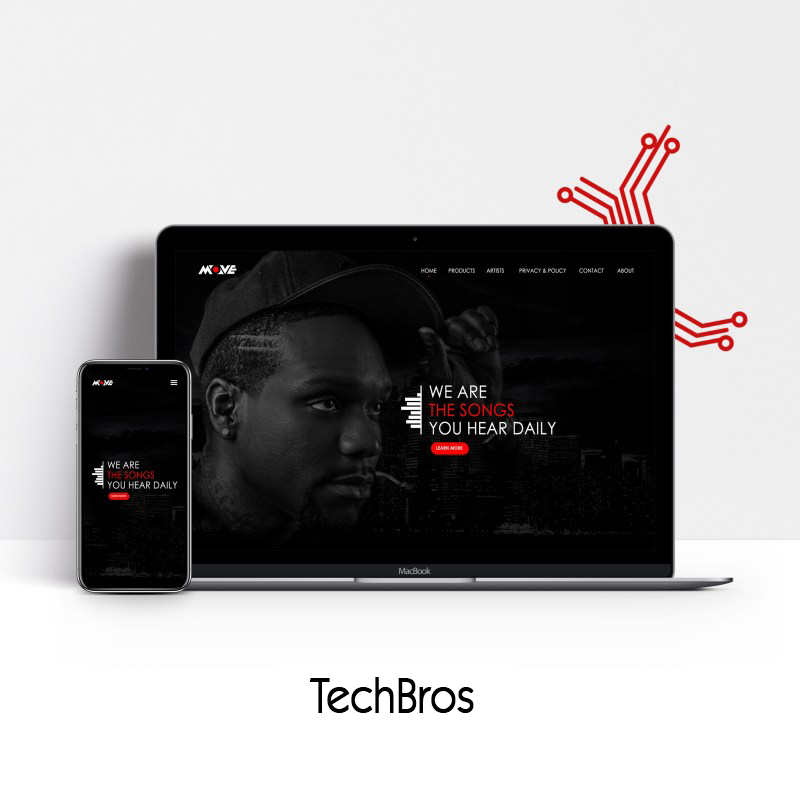 MOVE
HOME PRODUCTS ARTISTS PRIVACY & POLICY CONTACT ABOUT
WE ARE
THE SONGS
YOU HEAR DAILY
LEARN MORE
MacBook
MOVE
WE ARE
THE SONGS
YOU HEAR DAILY
TechBros